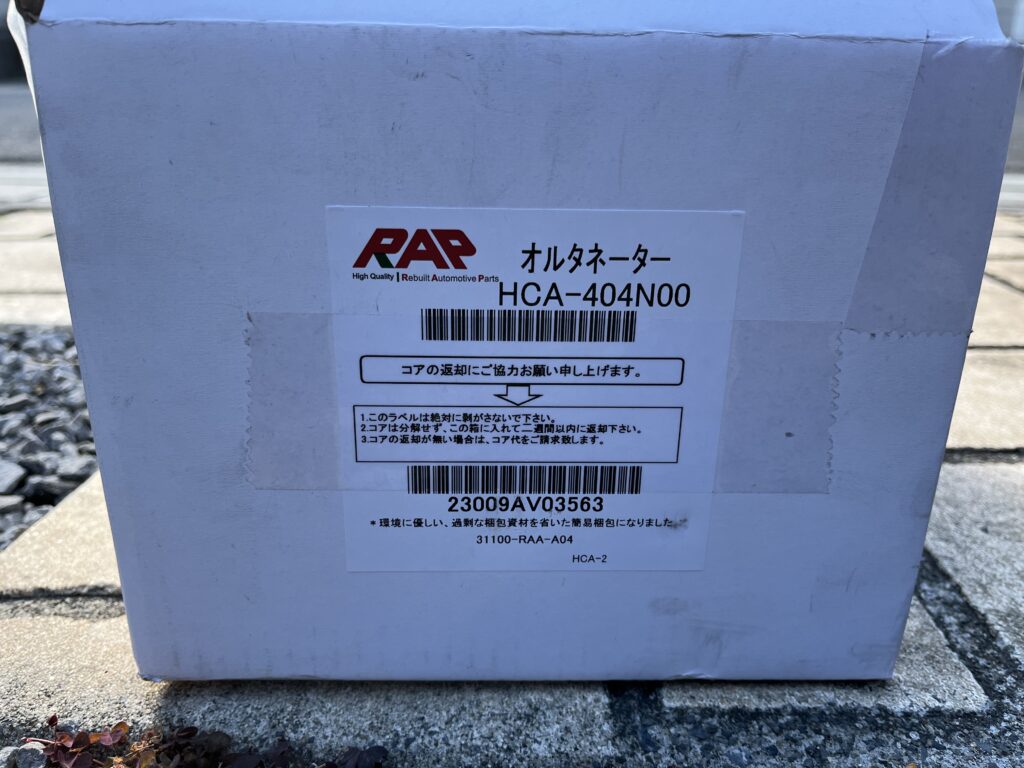 RAP
High Quality Rebuilt Automotive Parts
オルタネーター
HCA-404N00
コアの返却にご協力お願い申し上げます。
1.このラベルは絶対に剥がさないで下さい。
2.コアは分解せず、この箱に入れて二週間以内に返却下さい。
3.コアの返却が無い場合は、コア代をご請求致します。
23009AV03563
*環境に優しい、過剰な梱包資材を省いた簡易梱包になりました
31100-RAA-A04
HCA-2